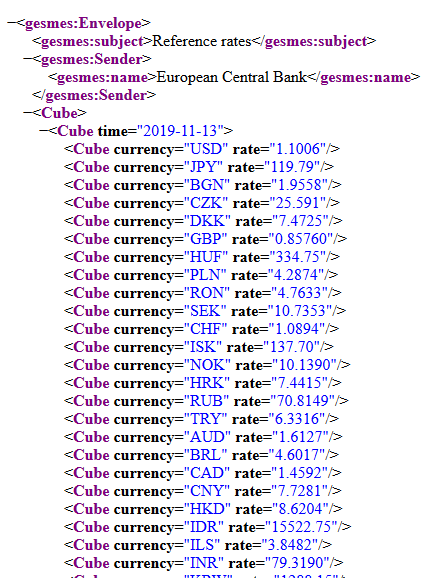 −<gesmes:Envelope>
<gesmes:subject>Reference rates</gesmes:subject>
−<gesmes:Sender>
<gesmes:name>European Central Bank</gesmes:name>
</gesmes:Sender>
−<Cube>
−<Cube time="2019-11-13">
<Cube currency="USD" rate="1.1006"/>
<Cube currency="JPY" rate="119.79"/>
<Cube currency="BGN" rate="1.9558"/>
<Cube currency="CZK" rate="25.591"/>
<Cube currency="DKK" rate="7.4725"/>
<Cube currency="GBP" rate="0.85760"/>
<Cube currency="HUF" rate="334.75"/>
<Cube currency="PLN" rate="4.2874"/>
<Cube currency="RON" rate="4.7633"/>
<Cube currency="SEK" rate="10.7353"/>
<Cube currency="CHF" rate="1.0894"/>
<Cube currency="ISK" rate="137.70"/>
<Cube currency="NOK" rate="10.1390"/>
<Cube currency="HRK" rate="7.4415"/>
<Cube currency="RUB" rate="70.8149"/>
<Cube currency="TRY" rate="6.3316"/>
<Cube currency="AUD" rate="1.6127"/>
<Cube currency="BRL" rate="4.6017"/>
<Cube currency="CAD" rate="1.4592"/>
<Cube currency="CNY" rate="7.7281"/>
<Cube currency="HKD" rate="8.6204"/>
<Cube currency="IDR" rate="15522.75"/>
<Cube currency="ILS" rate="3.8482"/>
<Cube currency="INR" rate="79.3190"/>
<Cube currency="KRW"